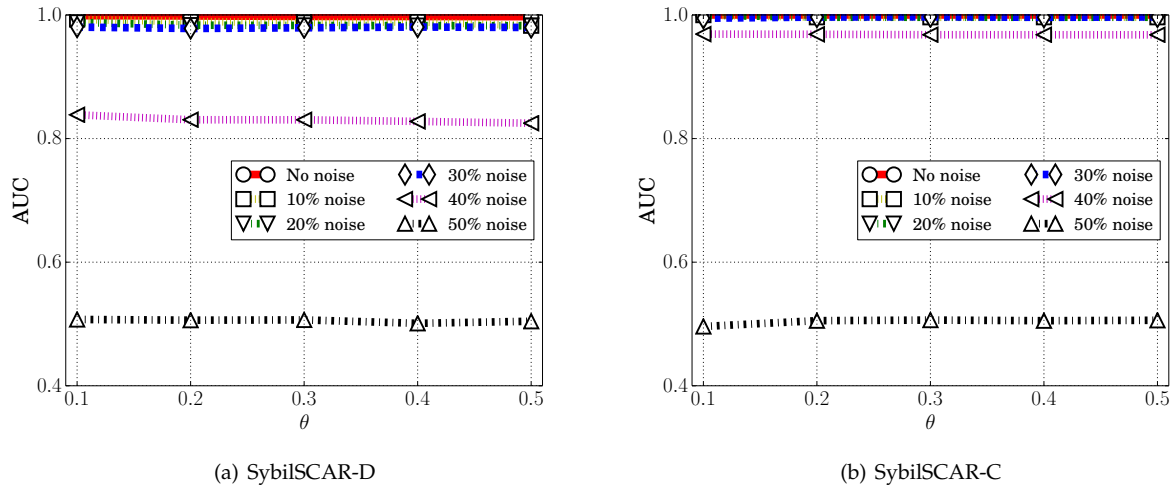 1.0
0.8
0.6
0.4
AUC
0.1 0.2 0.3 0.4 0.5
θ
No noise
10% noise
20% noise
30% noise
40% noise
50% noise
(a) SybilSCAR-D
1.0
0.8
0.6
0.4
AUC
0.1 0.2 0.3 0.4 0.5
θ
No noise
10% noise
20% noise
30% noise
40% noise
50% noise
(b) SybilSCAR-C